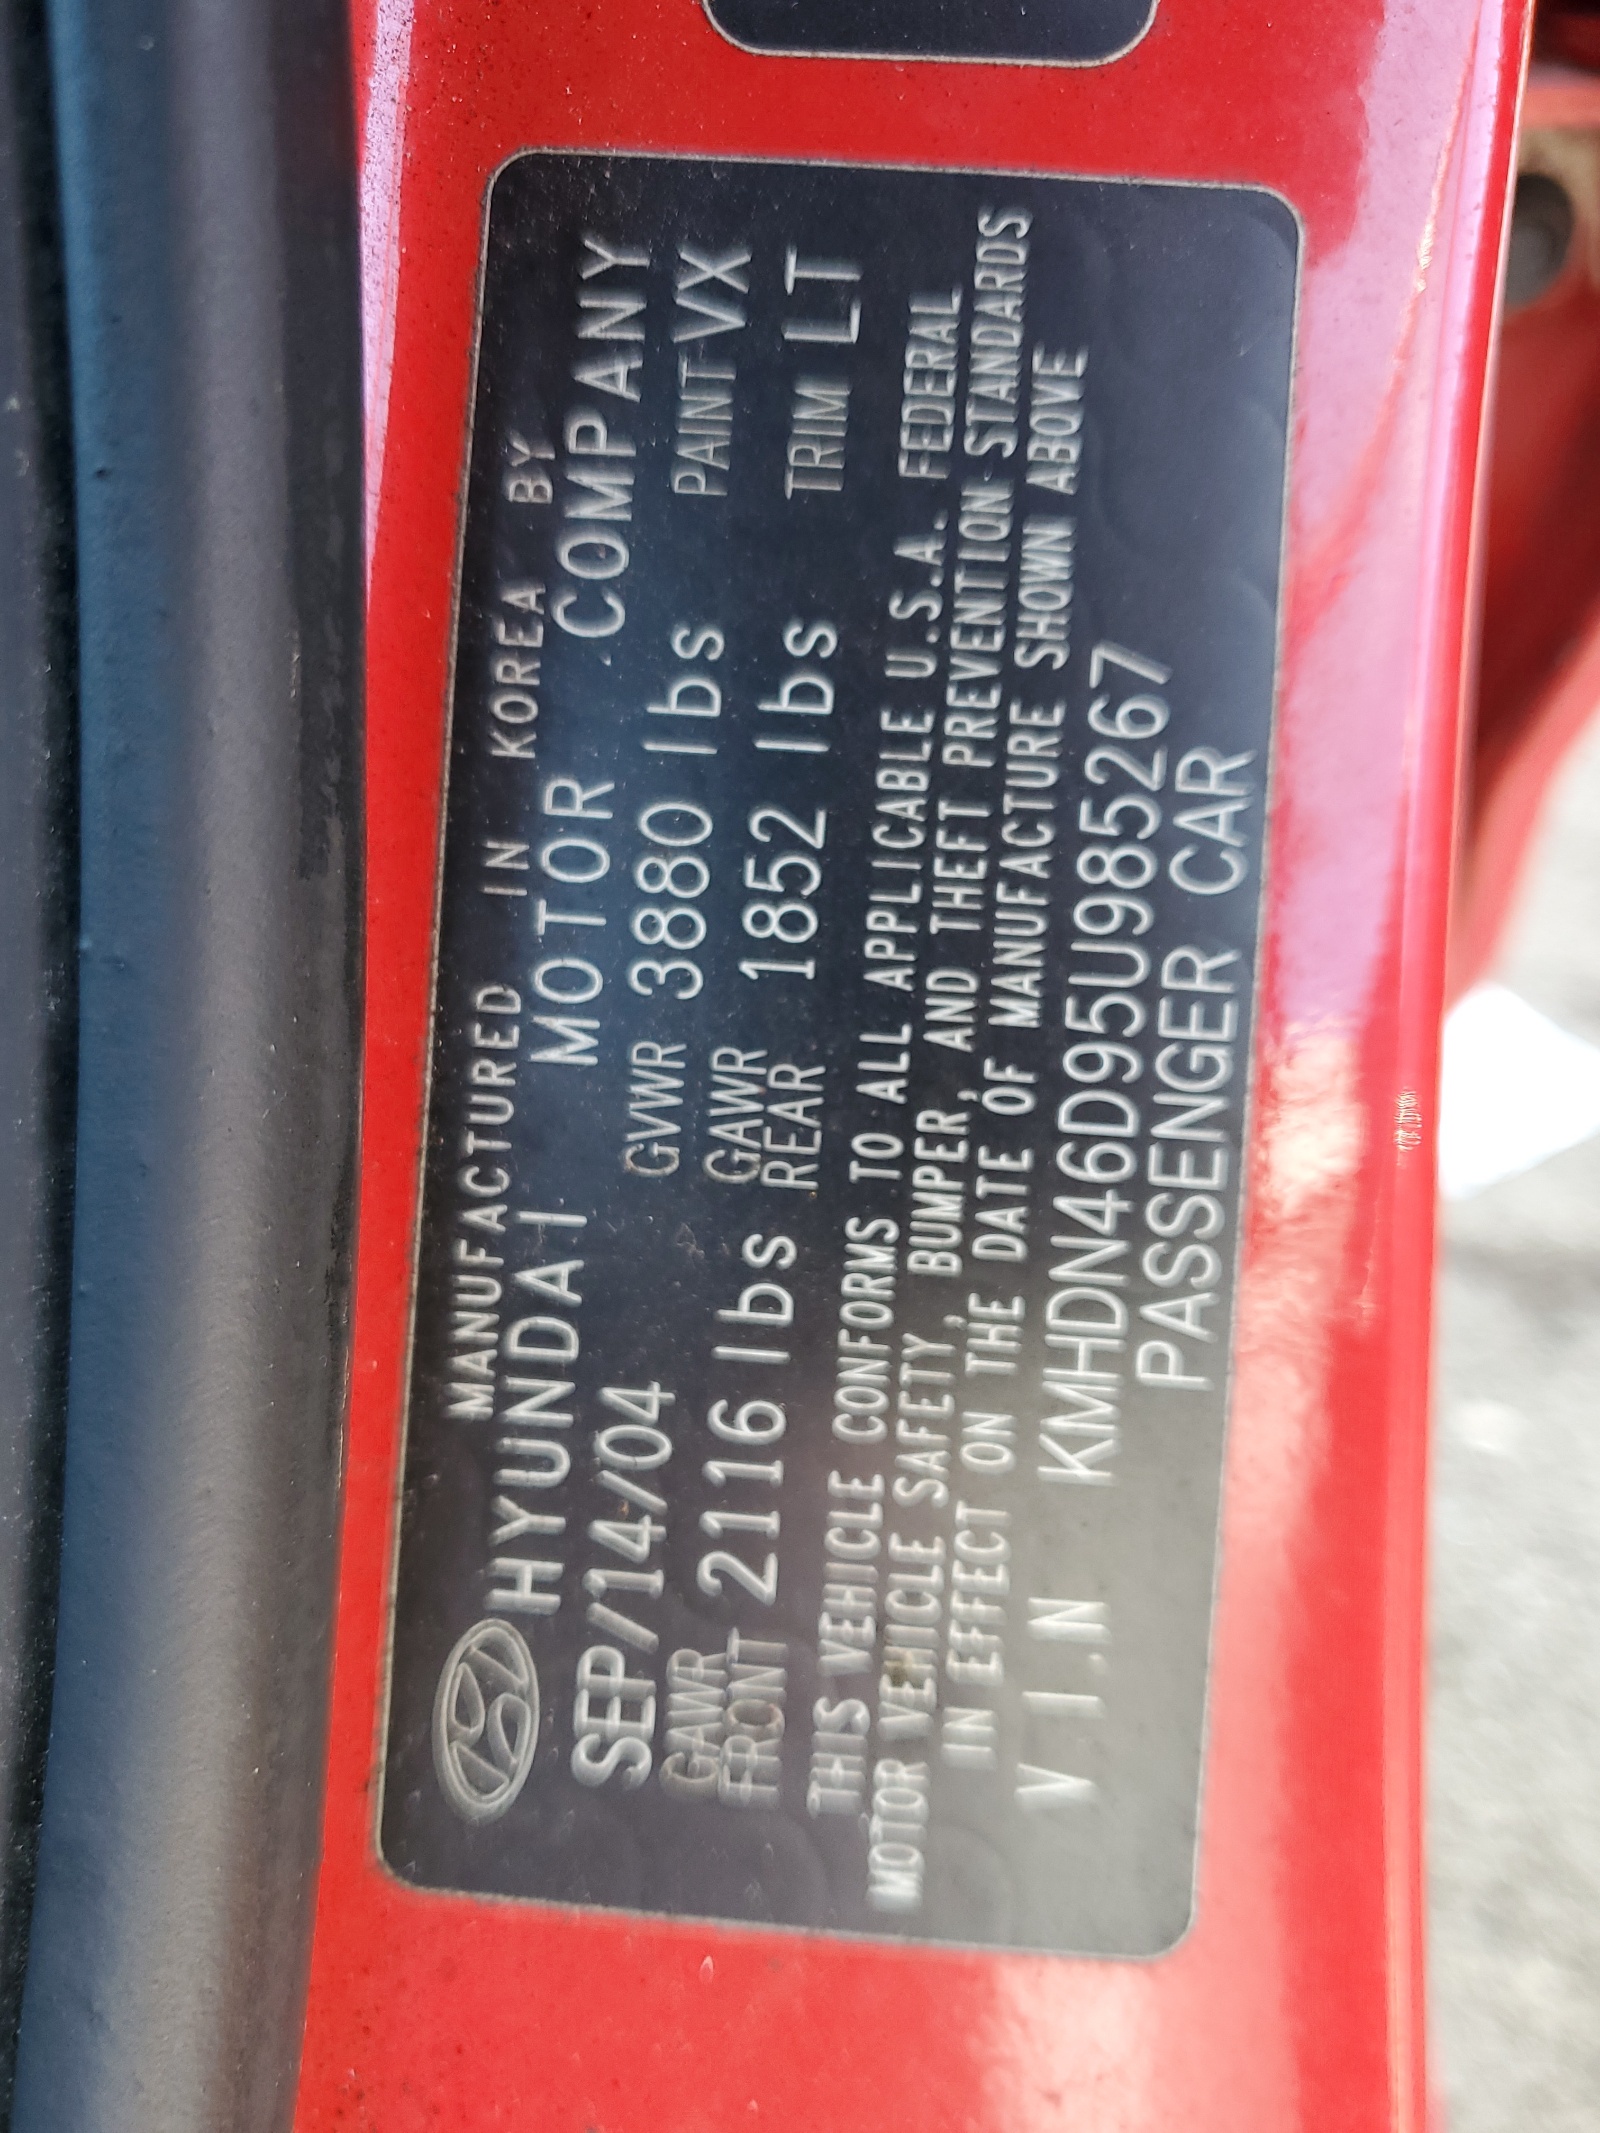 MANUFACTURED IN KOREA BY
HYUNDAI MOTOR COMPANY
SEP/14/04 GVWR 3880 lbs PAINT VX
GAWR FRONT 2116 lbs GAWR REAR 1852 lbs TRIM LT
THIS VEHICLE CONFORMS TO ALL APPLICABLE U.S.A. FEDERAL
MOTOR VEHICLE SAFETY, BUMPER, AND THEFT PREVENTION STANDARDS
IN EFFECT ON THE DATE OF MANUFACTURE SHOWN ABOVE
V.I.N KMHDN46D95U985267
PASSENGER CAR